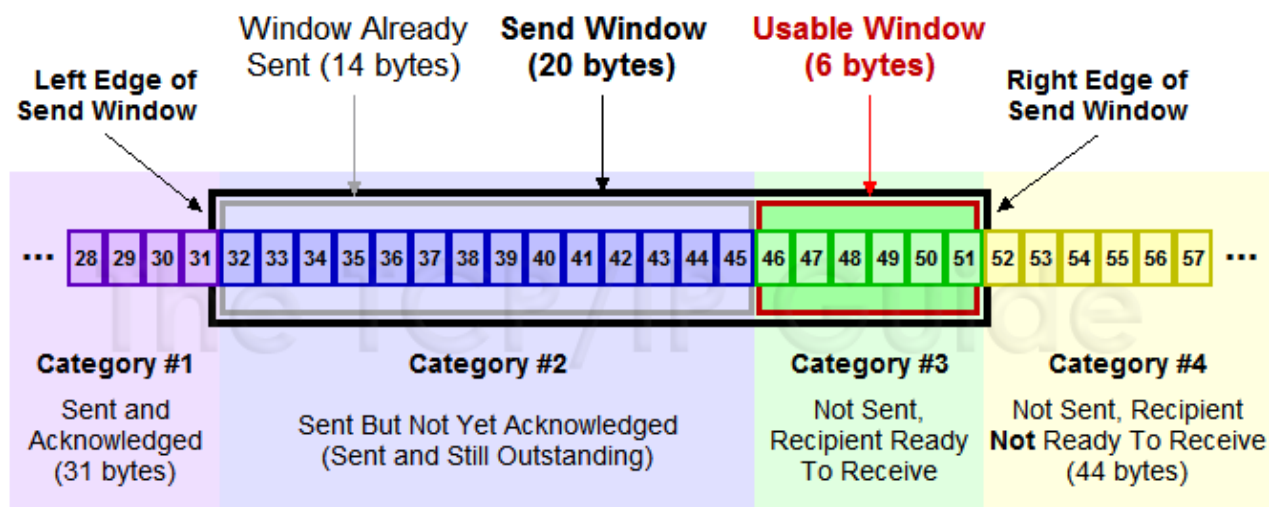 Window Already
Sent (14 bytes)
Send Window
(20 bytes)
Usable Window
(6 bytes)
Left Edge of
Send Window
Right Edge of
Send Window
... 28 29 30 31 32 33 34 35 36 37 38 39 40 41 42 43 44 45 46 47 48 49 50 51 52 53 54 55 56 57 ...
The TCP/IP Guide
Category #1
Sent and
Acknowledged
(31 bytes)
Category #2
Sent But Not Yet Acknowledged
(Sent and Still Outstanding)
Category #3
Not Sent,
Recipient Ready
To Receive
Category #4
Not Sent, Recipient
Not Ready To Receive
(44 bytes)